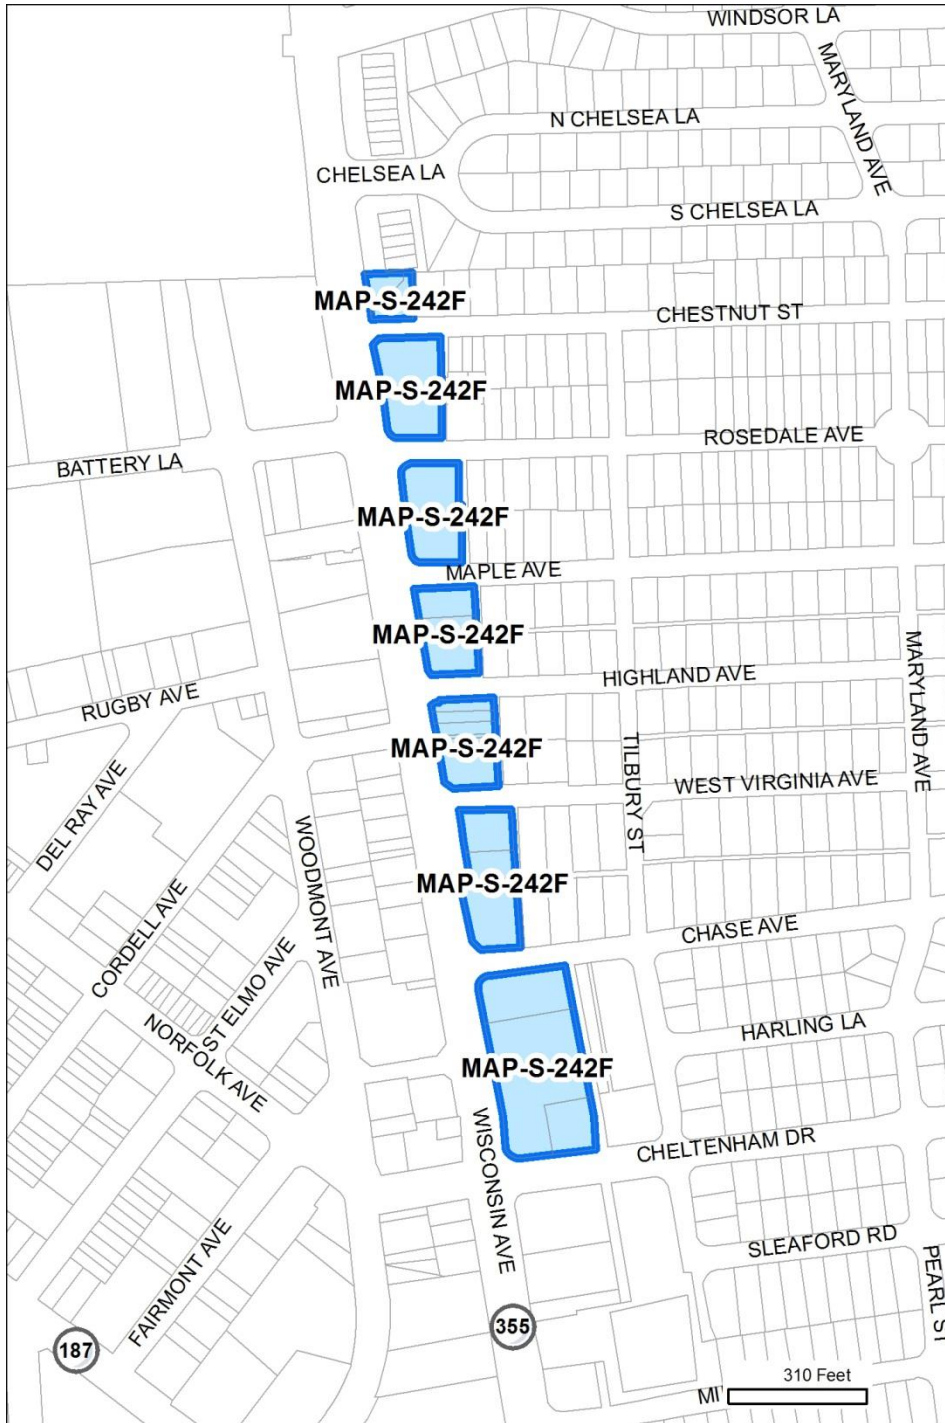 WINDSOR LA
MARYLAND AVE
N CHELSEA LA
CHELSEA LA
S CHELSEA LA
MAP-S-242F
CHESTNUT ST
MAP-S-242F
ROSEDALE AVE
BATTERY LA
MAP-S-242F
MAPLE AVE
MAP-S-242F
HIGHLAND AVE
MARYLAND AVE
RUGBY AVE
MAP-S-242F
TILBURY ST
WEST VIRGINIA AVE
DEL RAY AVE
WOODMONT AVE
MAP-S-242F
CORDELL AVE
CHASE AVE
ST ELMO AVE
NORFOLK AVE
HARLING LA
MAP-S-242F
WISCONSIN AVE
CHELTENHAM DR
SLEAFORD RD
FAIRMONT AVE
PEARL ST
355
187
310 Feet